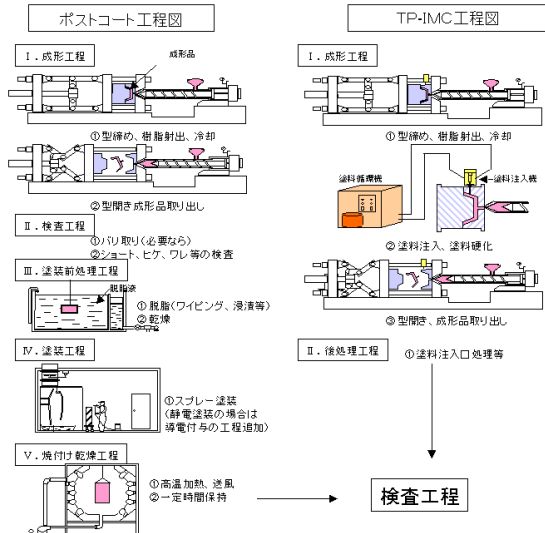 ポストコート工程図
Ⅰ．成形工程
成形品
①型締め、樹脂射出、冷却
②型開き成形品取り出し
Ⅱ．検査工程
①バリ取り(必要なら)
②ショート、ヒケ、ワレ等の検査
Ⅲ．塗装前処理工程
脱脂液
①脱脂(ワイピング、浸漬等)
②乾燥
Ⅳ．塗装工程
①スプレー塗装
(静電塗装の場合は
導電付与の工程追加)
Ⅴ．焼付け乾燥工程
①高温加熱、送風
②一定時間保持
TP-IMC工程図
Ⅰ．成形工程
①型締め、樹脂射出、冷却
塗料循環機
塗料注入機
②塗料注入、塗料硬化
③型開き、成形品取り出し
Ⅱ．後処理工程
①塗料注入口処理等
検査工程